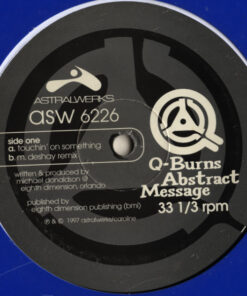 ASTRALWERKS
asw 6226
side one
a. touchin' on something
b. m. deshay remix
written & produced by
michael donaldson @
eighth dimension, orlando
published by
eighth dimension publishing (bmi)
℗ & © 1997 astralwerks/caroline
Q-Burns
Abstract
Message
33 1/3 rpm